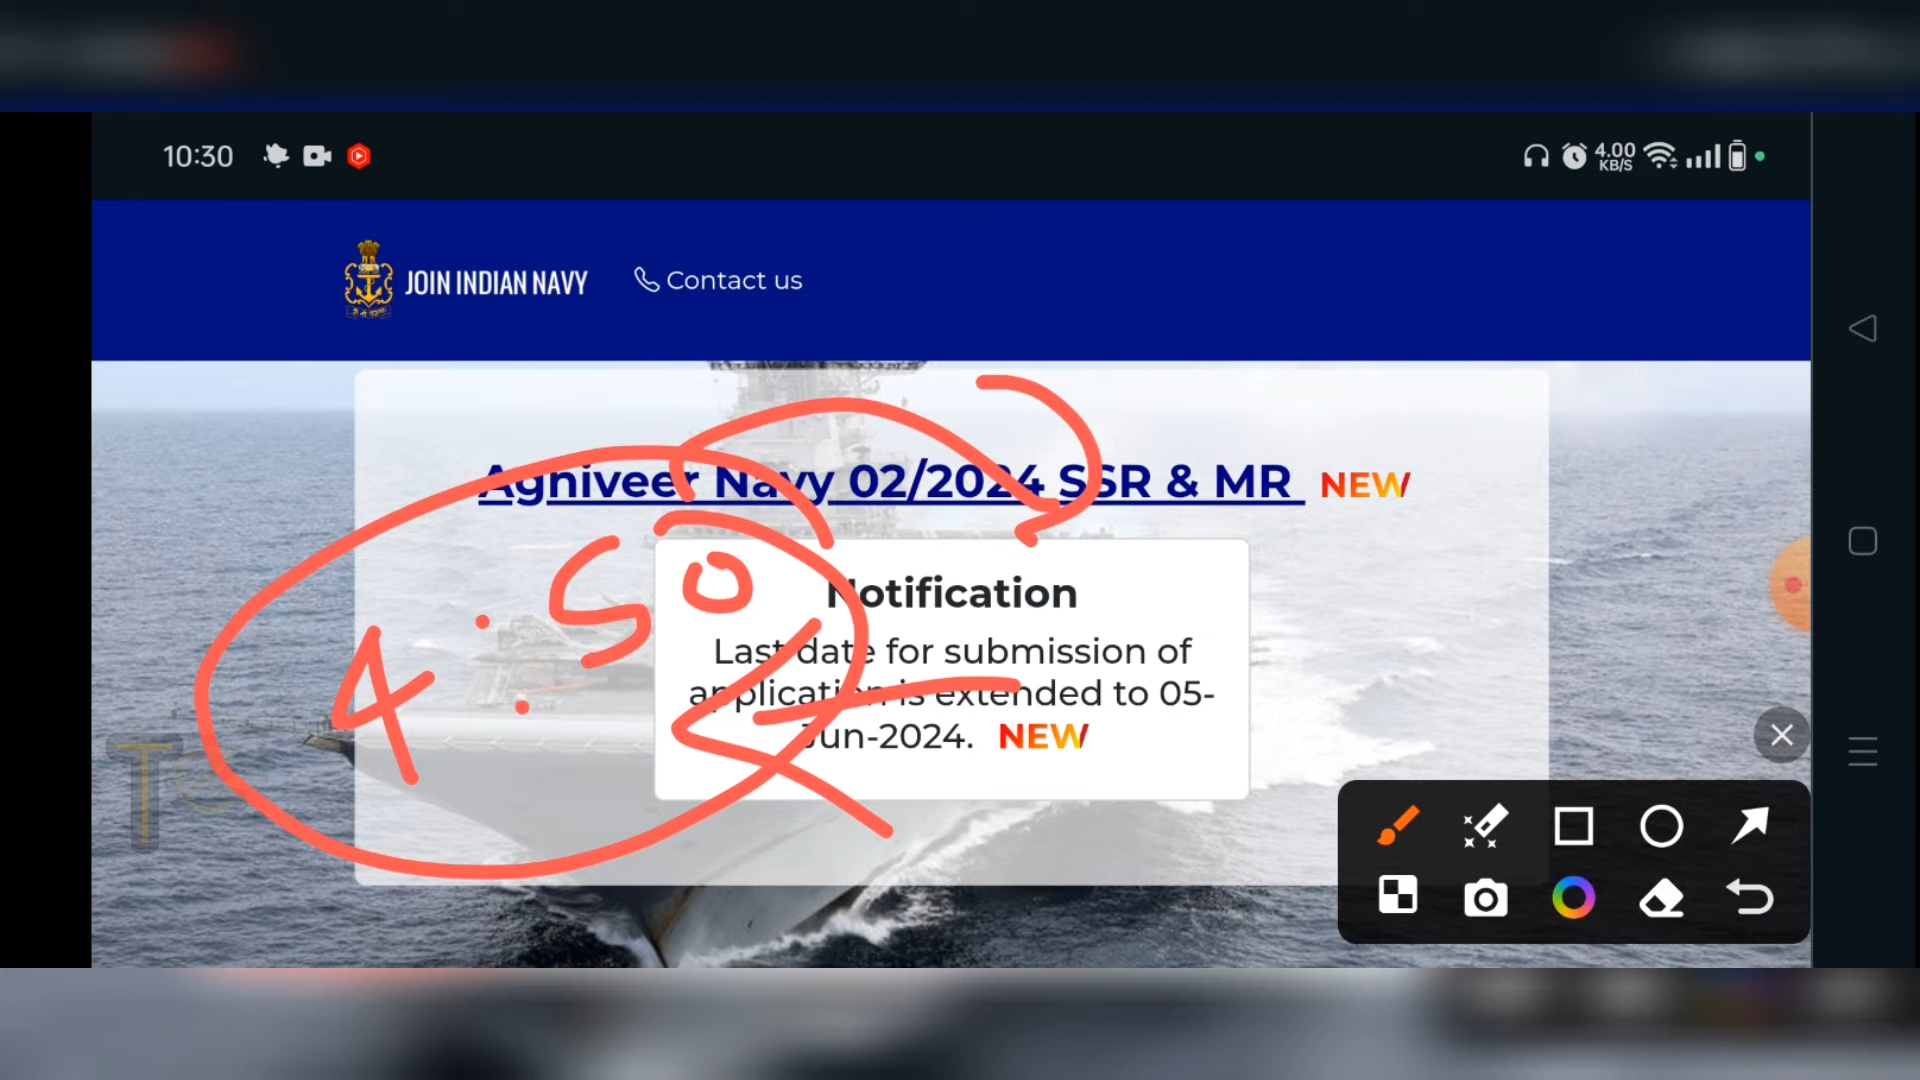 10:30
4.00
KB/S
JOIN INDIAN NAVY
Contact us
Agniveer Navy 02/2024 SSR & MR NEW
Notification
Last date for submission of
application is extended to 05-
Jun-2024. NEW
4:50